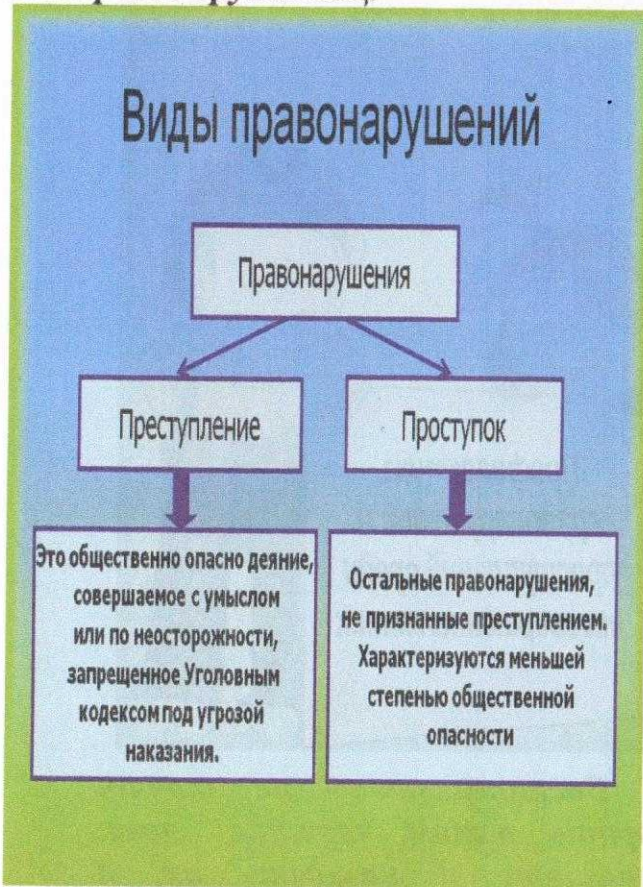 Виды правонарушений
Правонарушения
Преступление
Проступок
Это общественно опасно деяние,
совершаемое с умыслом
или по неосторожности,
запрещенное Уголовным
кодексом под угрозой
наказания.
Остальные правонарушения,
не признанные преступлением.
Характеризуются меньшей
степенью общественной
опасности